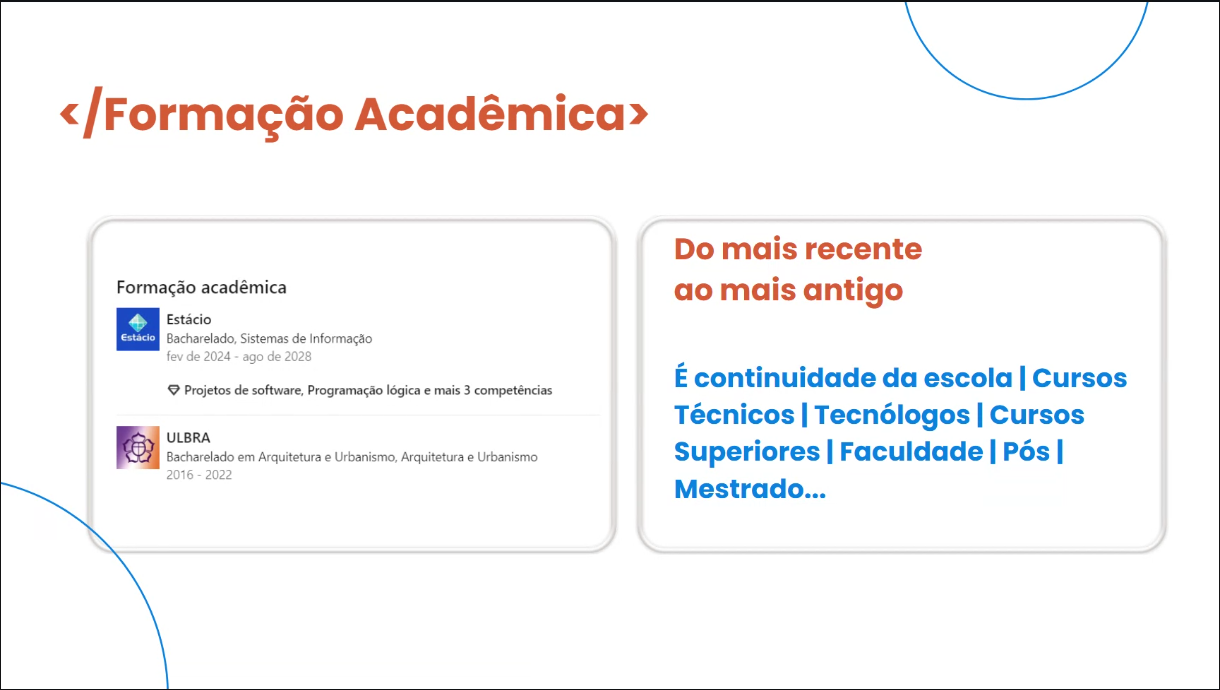 </Formação Acadêmica>
Formação acadêmica
Estácio
Estácio
Bacharelado, Sistemas de Informação
fev de 2024 - ago de 2028
Projetos de software, Programação lógica e mais 3 competências
ULBRA
Bacharelado em Arquitetura e Urbanismo, Arquitetura e Urbanismo
2016 - 2022
Do mais recente
ao mais antigo
É continuidade da escola | Cursos
Técnicos | Tecnólogos | Cursos
Superiores | Faculdade | Pós |
Mestrado...